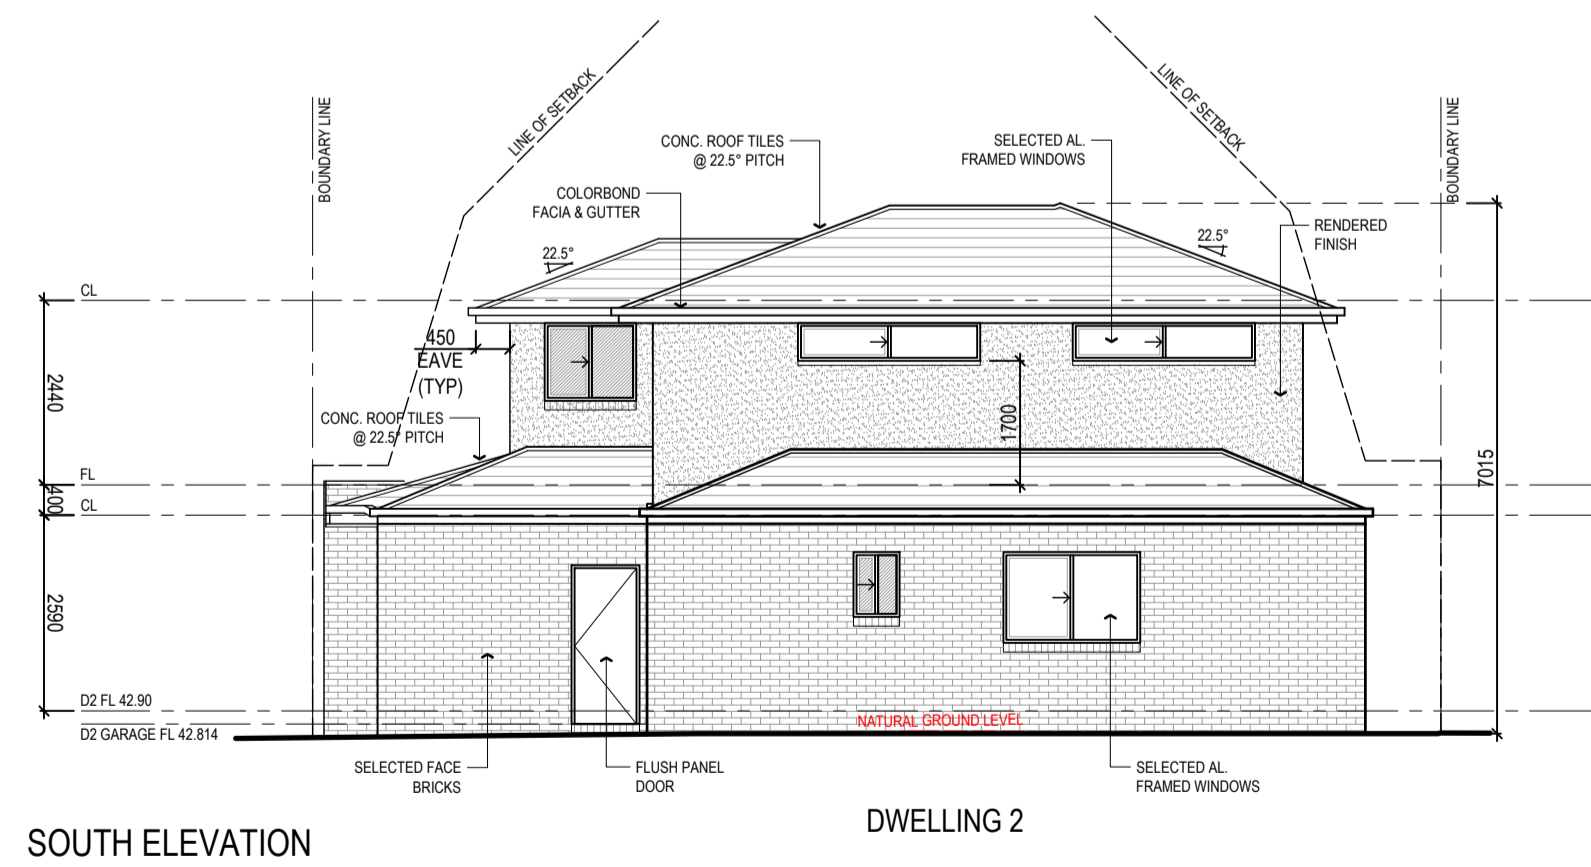 LINE OF SETBACK
LINE OF SETBACK
BOUNDARY LINE
BOUNDARY LINE
CONC. ROOF TILES
@ 22.5° PITCH
SELECTED AL.
FRAMED WINDOWS
COLORBOND
FACIA & GUTTER
RENDERED
FINISH
22.5°
22.5°
CL
450
EAVE
(TYP)
2440
CONC. ROOF TILES
@ 22.5° PITCH
1700
7015
FL
400
CL
2590
D2 FL 42.90
NATURAL GROUND LEVEL
D2 GARAGE FL 42.814
SELECTED FACE
BRICKS
FLUSH PANEL
DOOR
SELECTED AL.
FRAMED WINDOWS
DWELLING 2
SOUTH ELEVATION